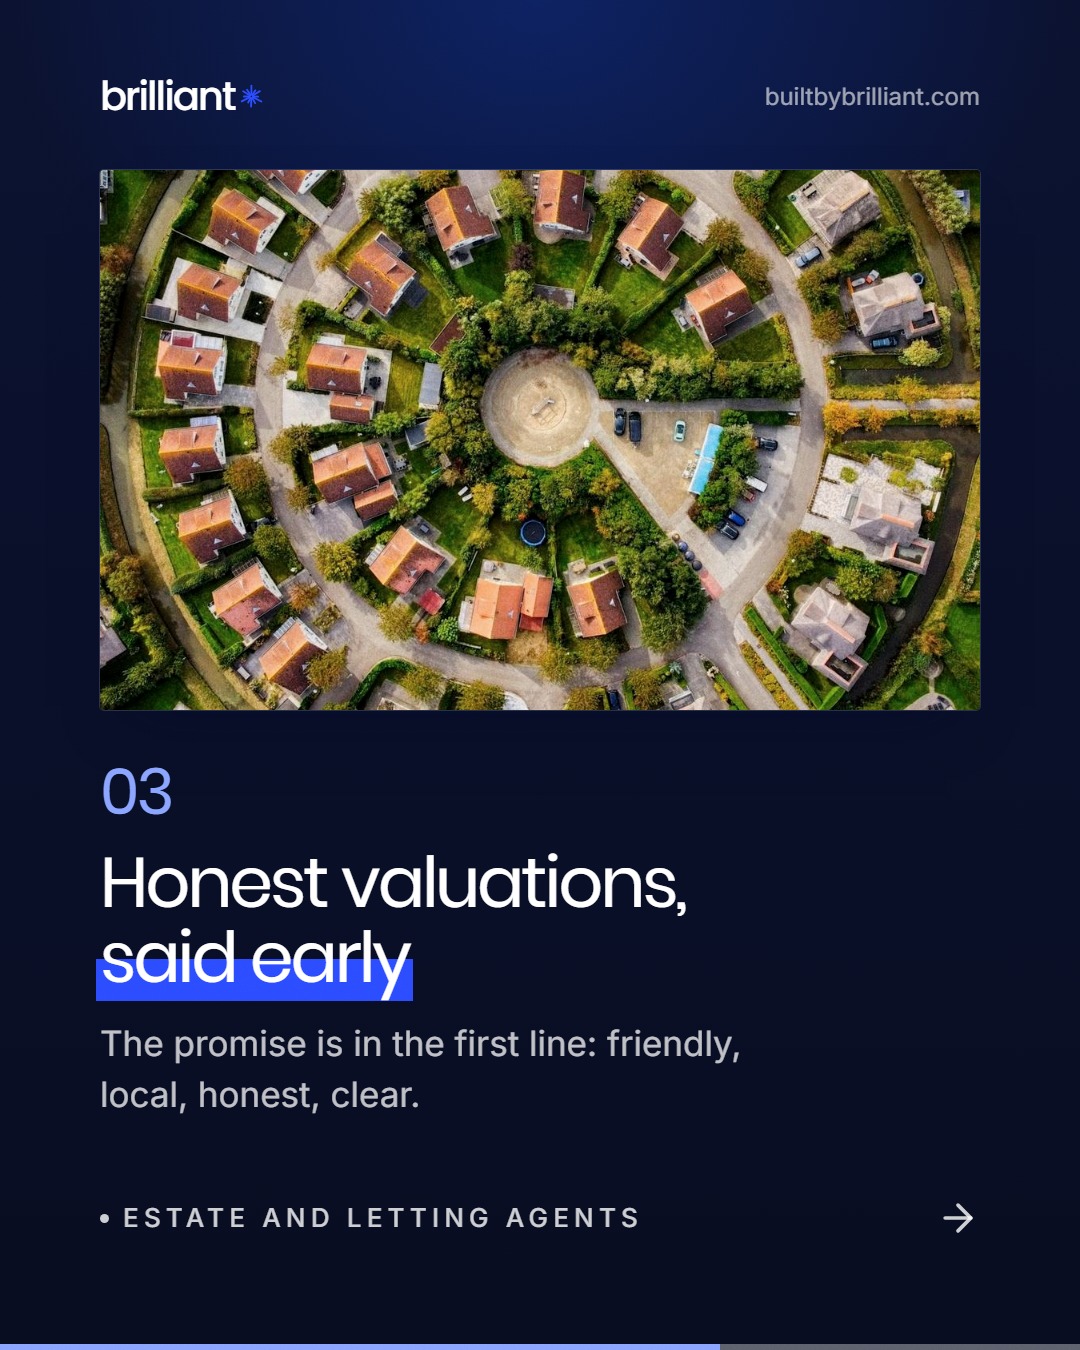 brilliant
builtbybrilliant.com
03
Honest valuations,
said early
The promise is in the first line: friendly,
local, honest, clear.
• ESTATE AND LETTING AGENTS